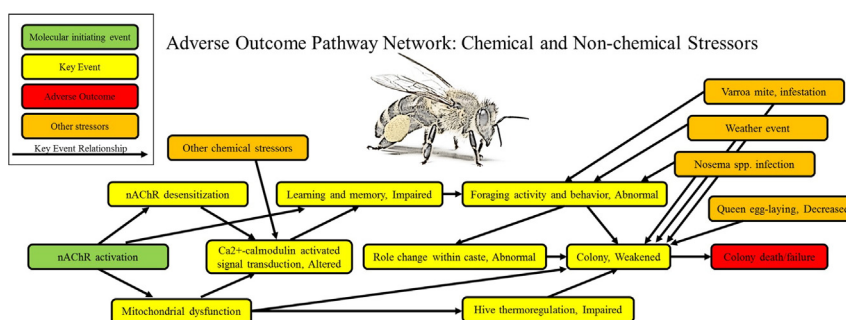 Molecular initiating event
Key Event
Adverse Outcome
Other stressors
Key Event Relationship
Adverse Outcome Pathway Network: Chemical and Non-chemical Stressors
Varroa mite, infestation
Weather event
Other chemical stressors
Nosema spp. infection
nAChR desensitization
Learning and memory, Impaired
Foraging activity and behavior, Abnormal
Queen egg-laying, Decreased
nAChR activation
Ca2+-calmodulin activated
signal transduction, Altered
Role change within caste, Abnormal
Colony, Weakened
Colony death/failure
Mitochondrial dysfunction
Hive thermoregulation, Impaired